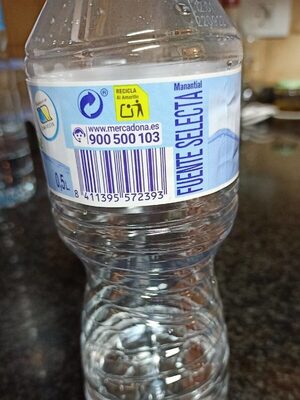 RECICLA
Al Amarillo
www.mercadona.es
900 500 103
0,5L
8 411395 572393
Manantial
FUENTE SELECTA